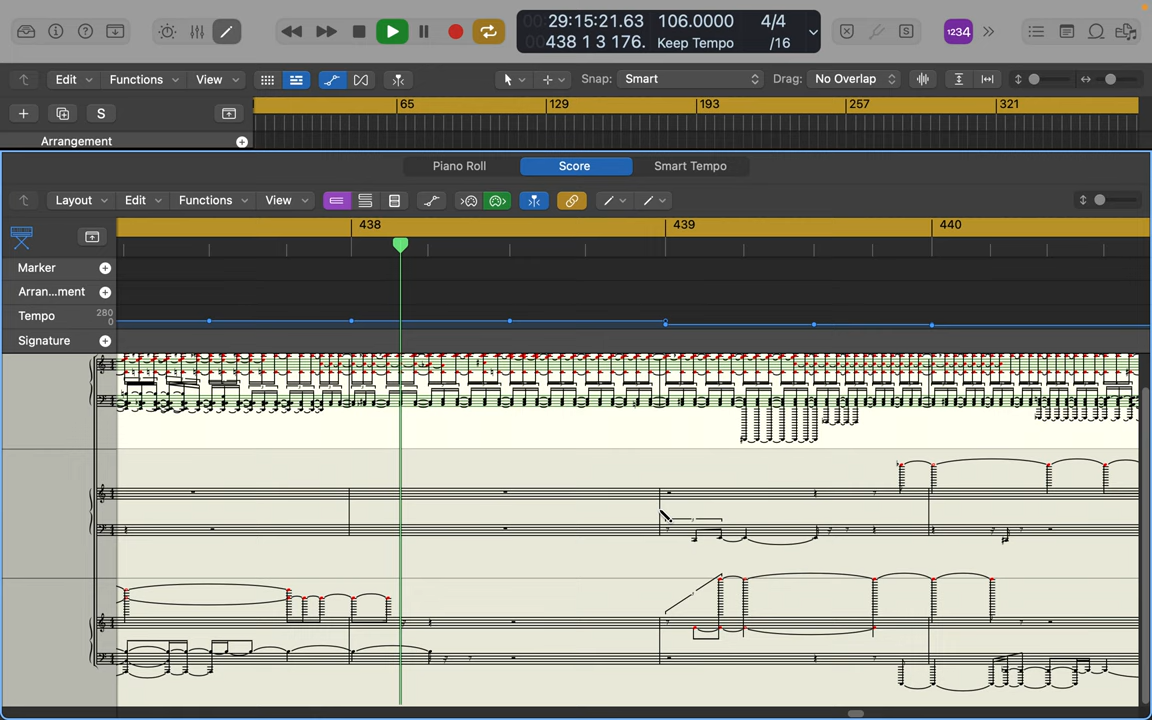 00:29:15:21.63 106.0000 4/4
00438 1 3 176. Keep Tempo /16
1234
Edit Functions View Snap: Smart Drag: No Overlap
S 65 129 193 257 321
Arrangement
Piano Roll Score Smart Tempo
Layout Edit Functions View
438 439 440
Marker
Arran...ment
Tempo 280
0
Signature